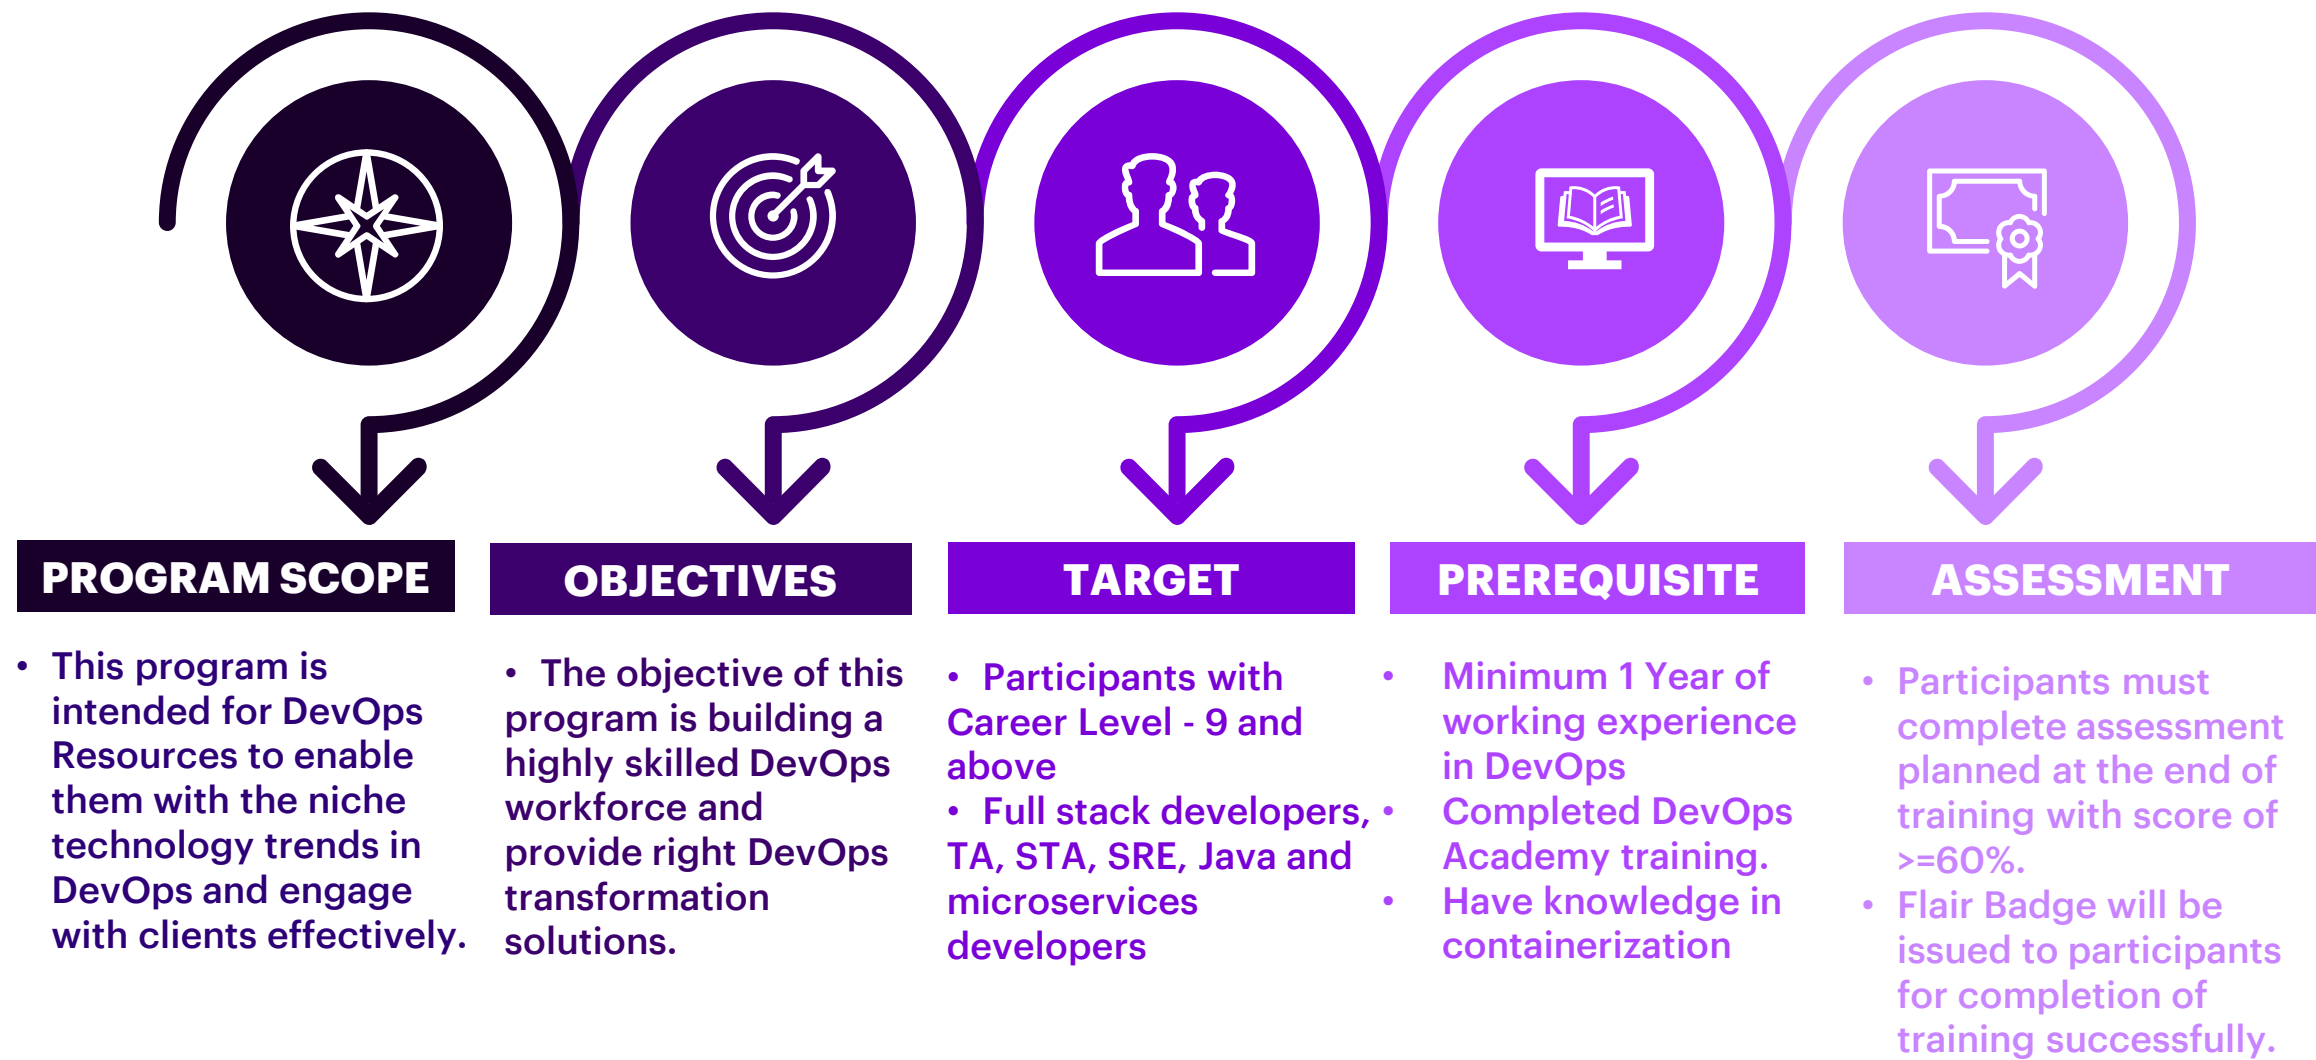 PROGRAM SCOPE
• This program is
intended for DevOps
Resources to enable
them with the niche
technology trends in
DevOps and engage
with clients effectively.
OBJECTIVES
• The objective of this
program is building a
highly skilled DevOps
workforce and
provide right DevOps
transformation
solutions.
TARGET
• Participants with
Career Level - 9 and
above
• Full stack developers,
TA, STA, SRE, Java and
microservices
developers
PREREQUISITE
• Minimum 1 Year of
working experience
in DevOps
• Completed DevOps
Academy training.
• Have knowledge in
containerization
ASSESSMENT
• Participants must
complete assessment
planned at the end of
training with score of
>=60%.
• Flair Badge will be
issued to participants
for completion of
training successfully.